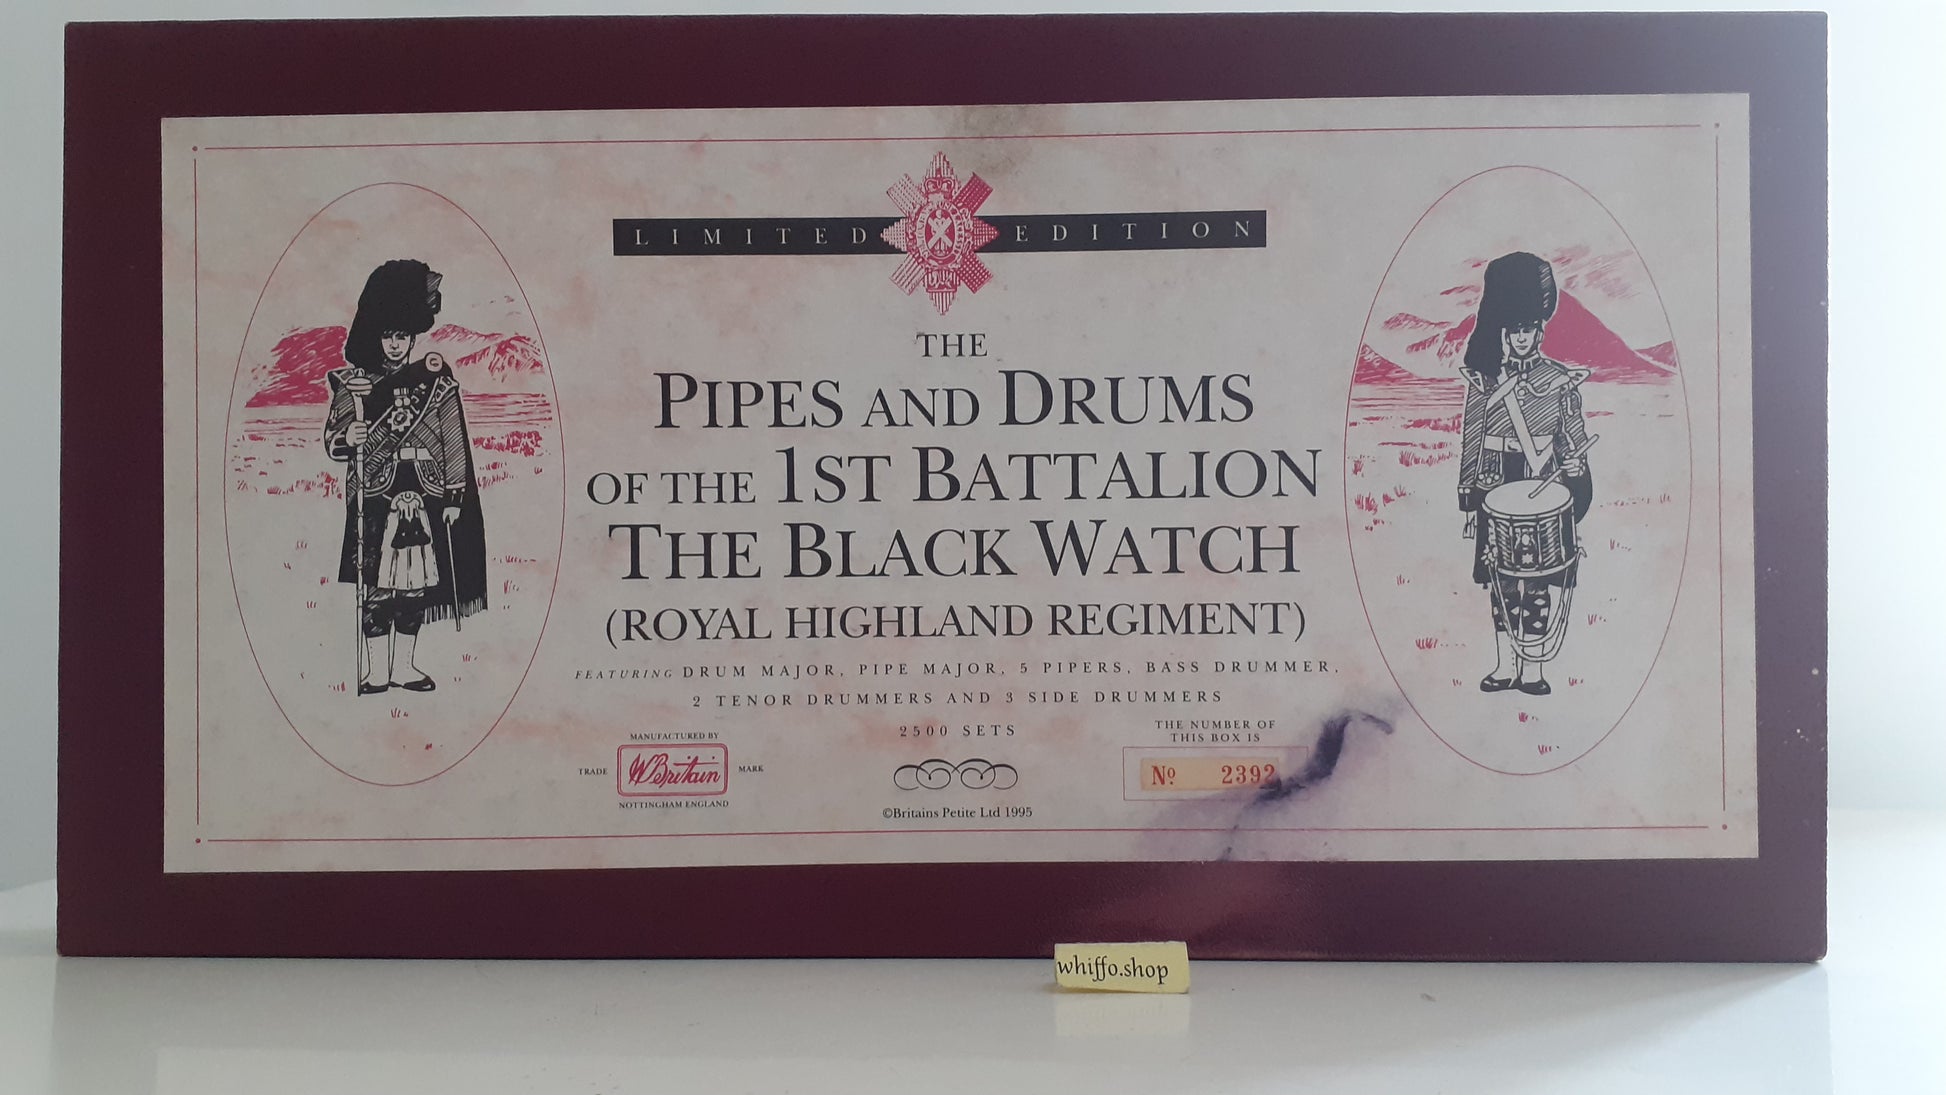 LIMITED EDITION
THE
PIPES AND DRUMS
OF THE 1ST BATTALION
THE BLACK WATCH
(ROYAL HIGHLAND REGIMENT)
FEATURING DRUM MAJOR, PIPE MAJOR, 5 PIPERS, BASS DRUMMER,
2 TENOR DRUMMERS AND 3 SIDE DRUMMERS
2500 SETS
MANUFACTURED BY
TRADE W Britain MARK
NOTTINGHAM ENGLAND
©Britains Petite Ltd 1995
THE NUMBER OF
THIS BOX IS
Nº 2392
whiffo.shop